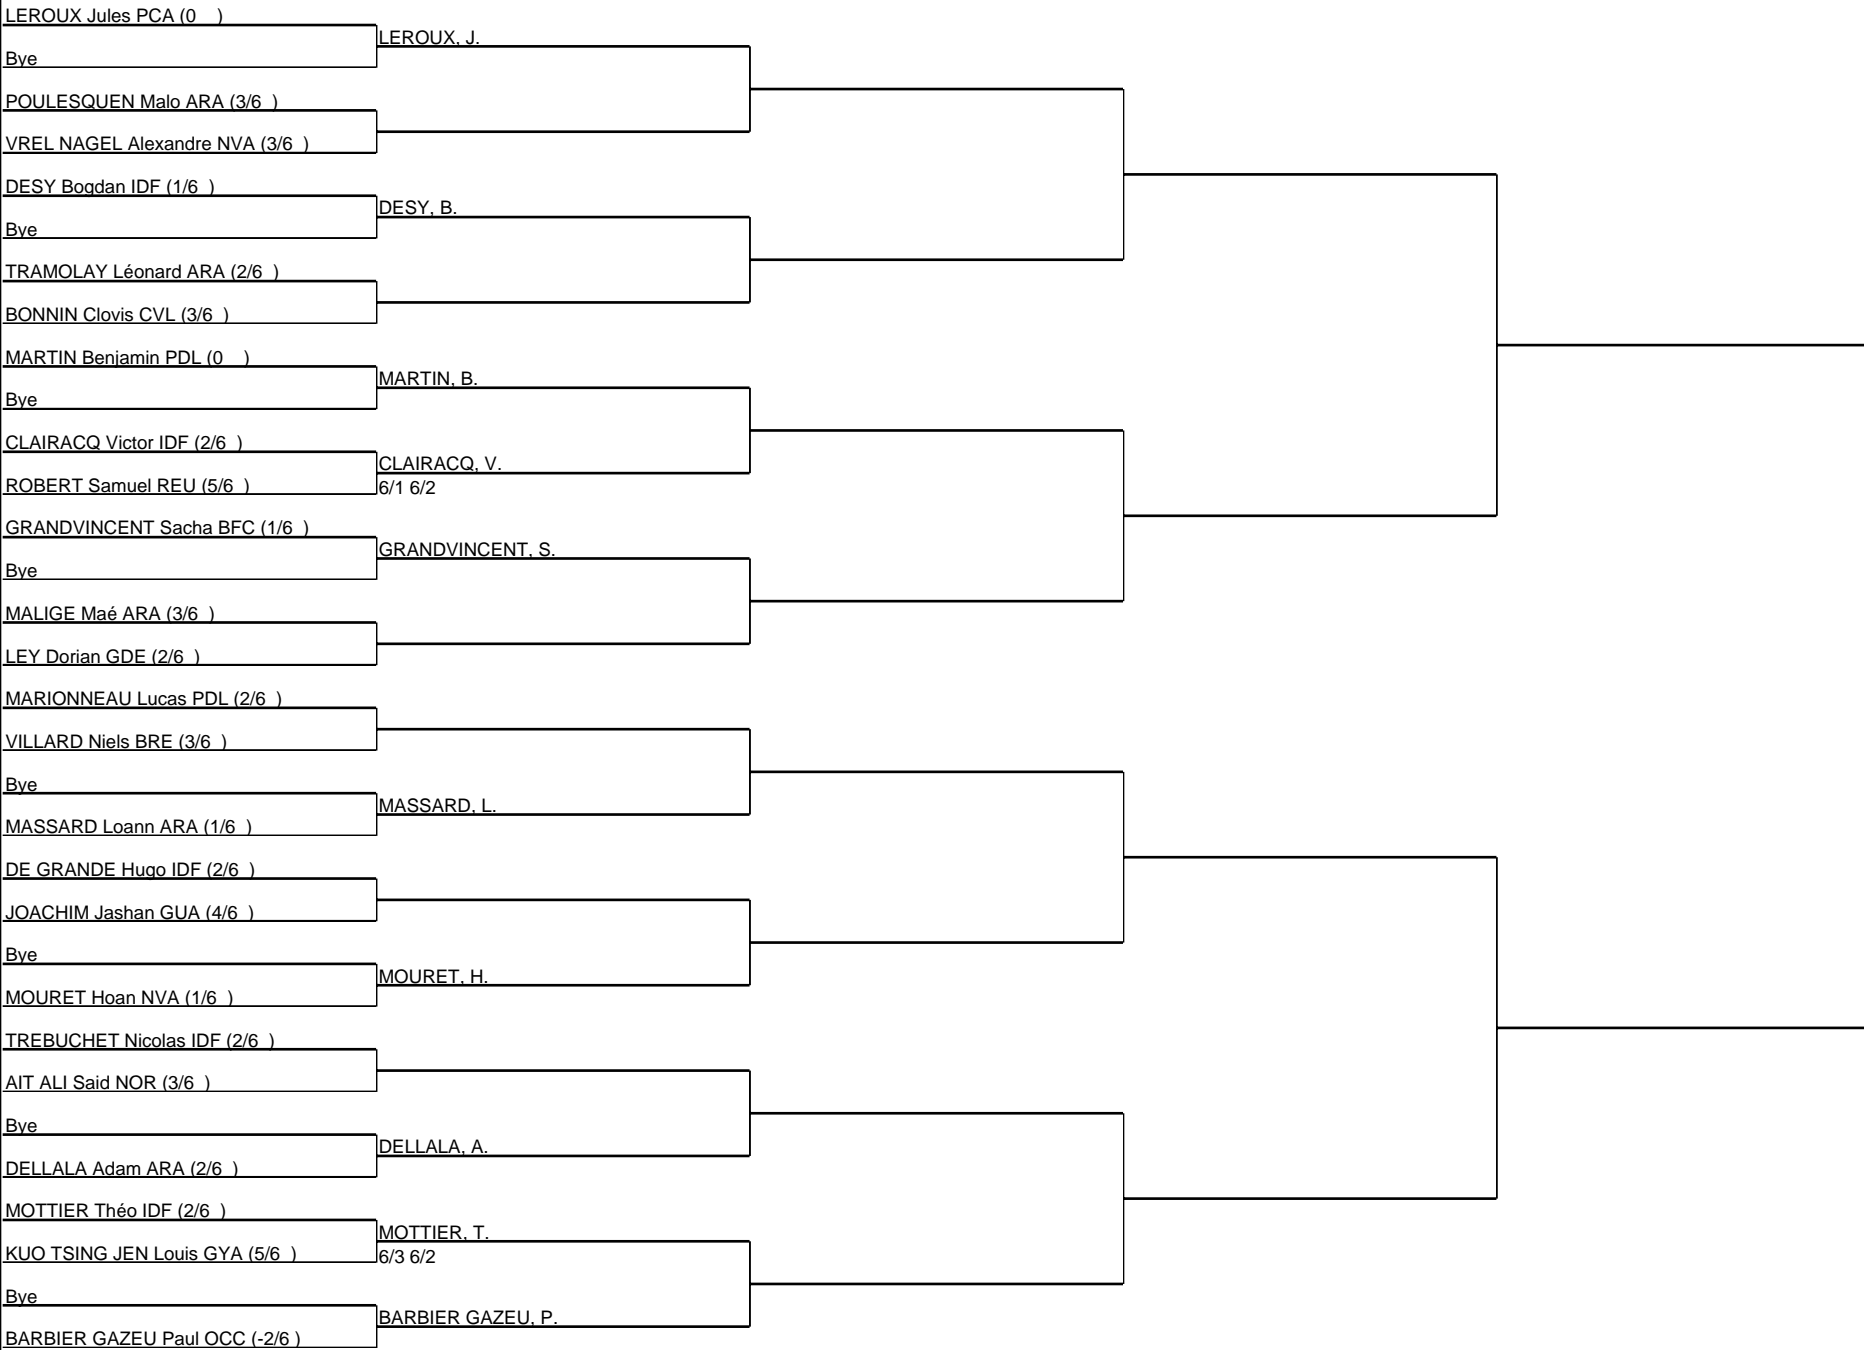 LEROUX Jules PCA (0    )
LEROUX, J.
Bye
POULESQUEN Malo ARA (3/6  )
VREL NAGEL Alexandre NVA (3/6  )
DESY Bogdan IDF (1/6  )
DESY, B.
Bye
TRAMOLAY Léonard ARA (2/6  )
BONNIN Clovis CVL (3/6  )
MARTIN Benjamin PDL (0    )
MARTIN, B.
Bye
CLAIRACQ Victor IDF (2/6  )
CLAIRACQ, V.
ROBERT Samuel REU (5/6  )
6/1 6/2
GRANDVINCENT Sacha BFC (1/6  )
GRANDVINCENT, S.
Bye
MALIGE Maé ARA (3/6  )
LEY Dorian GDE (2/6  )
MARIONNEAU Lucas PDL (2/6  )
VILLARD Niels BRE (3/6  )
Bye
MASSARD, L.
MASSARD Loann ARA (1/6  )
DE GRANDE Hugo IDF (2/6  )
JOACHIM Jashan GUA (4/6  )
Bye
MOURET, H.
MOURET Hoan NVA (1/6  )
TREBUCHET Nicolas IDF (2/6  )
AIT ALI Said NOR (3/6  )
Bye
DELLALA, A.
DELLALA Adam ARA (2/6  )
MOTTIER Théo IDF (2/6  )
MOTTIER, T.
KUO TSING JEN Louis GYA (5/6  )
6/3 6/2
Bye
BARBIER GAZEU, P.
BARBIER GAZEU Paul OCC (-2/6 )